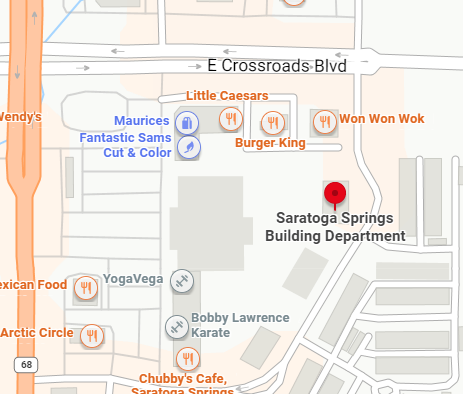 E Crossroads Blvd
Little Caesars
Wendy's
Maurices
Won Won Wok
Fantastic Sams
Cut & Color
Burger King
Saratoga Springs
Building Department
YogaVega
exican Food
Bobby Lawrence
Karate
Arctic Circle
68
Chubby's Cafe,
Saratoga Springs